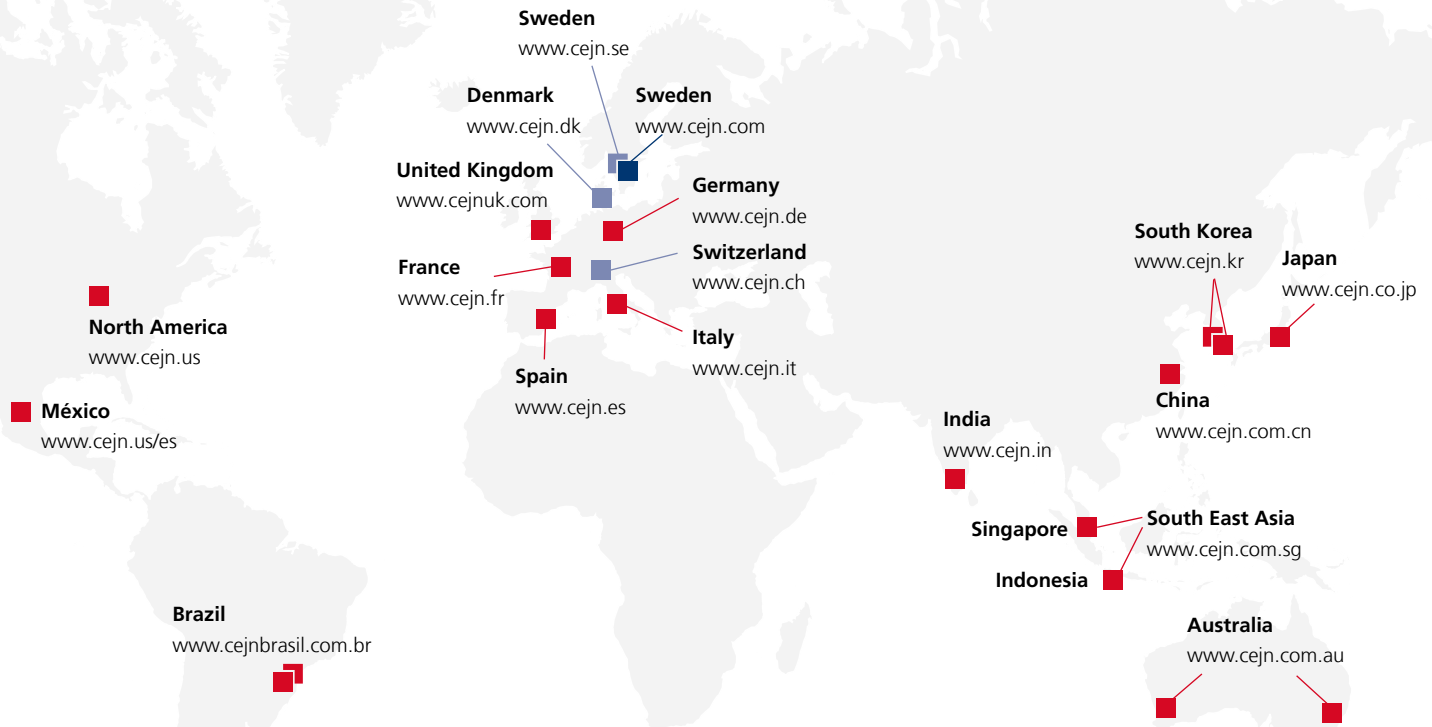 Sweden
www.cejn.se
Denmark
www.cejn.dk
Sweden
www.cejn.com
United Kingdom
www.cejnuk.com
Germany
www.cejn.de
France
www.cejn.fr
Switzerland
www.cejn.ch
Spain
www.cejn.es
Italy
www.cejn.it
North America
www.cejn.us
México
www.cejn.us/es
Brazil
www.cejnbrasil.com.br
South Korea
www.cejn.kr
Japan
www.cejn.co.jp
China
www.cejn.com.cn
India
www.cejn.in
Singapore
South East Asia
www.cejn.com.sg
Indonesia
Australia
www.cejn.com.au